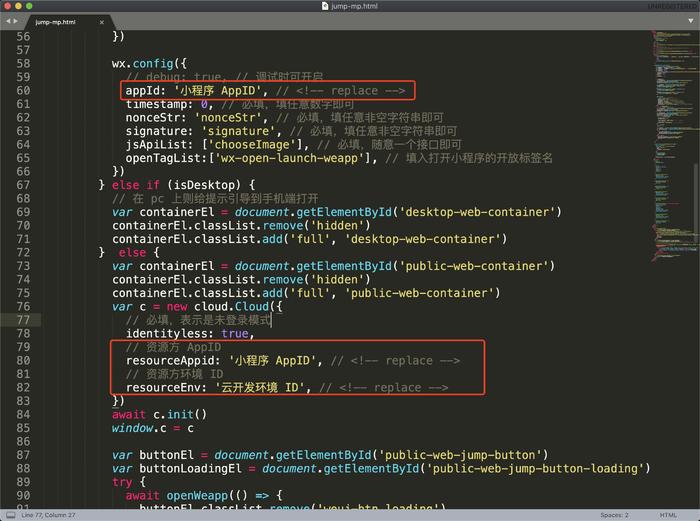 jump-mp.html
UNREGISTERED
jump-mp.html
56 })
57
58 wx.config({
59 // debug: true, // 调试时可开启
60 appId: '小程序 AppID', // <!-- replace -->
61 timestamp: 0, // 必填，填任意数字即可
62 nonceStr: 'nonceStr', // 必填，填任意非空字符串即可
63 signature: 'signature', // 必填，填任意非空字符串即可
64 jsApiList: ['chooseImage'], // 必填，随意一个接口即可
65 openTagList:['wx-open-launch-weapp'], // 填入打开小程序的开放标签名
66 })
67 } else if (isDesktop) {
68 // 在 pc 上则给提示引导到手机端打开
69 var containerEl = document.getElementById('desktop-web-container')
70 containerEl.classList.remove('hidden')
71 containerEl.classList.add('full', 'desktop-web-container')
72 } else {
73 var containerEl = document.getElementById('public-web-container')
74 containerEl.classList.remove('hidden')
75 containerEl.classList.add('full', 'public-web-container')
76 var c = new cloud.Cloud({
77 // 必填，表示是未登录模式
78 identityless: true,
79 // 资源方 AppID
80 resourceAppid: '小程序 AppID', // <!-- replace -->
81 // 资源方环境 ID
82 resourceEnv: '云开发环境 ID', // <!-- replace -->
83 })
84 await c.init()
85 window.c = c
86
87 var buttonEl = document.getElementById('public-web-jump-button')
88 var buttonLoadingEl = document.getElementById('public-web-jump-button-loading')
89 try {
90 await openWeapp(() => {
91 buttonEl.classList.remove('weui-btn_loading')
Line 77, Column 27
Spaces: 2
HTML